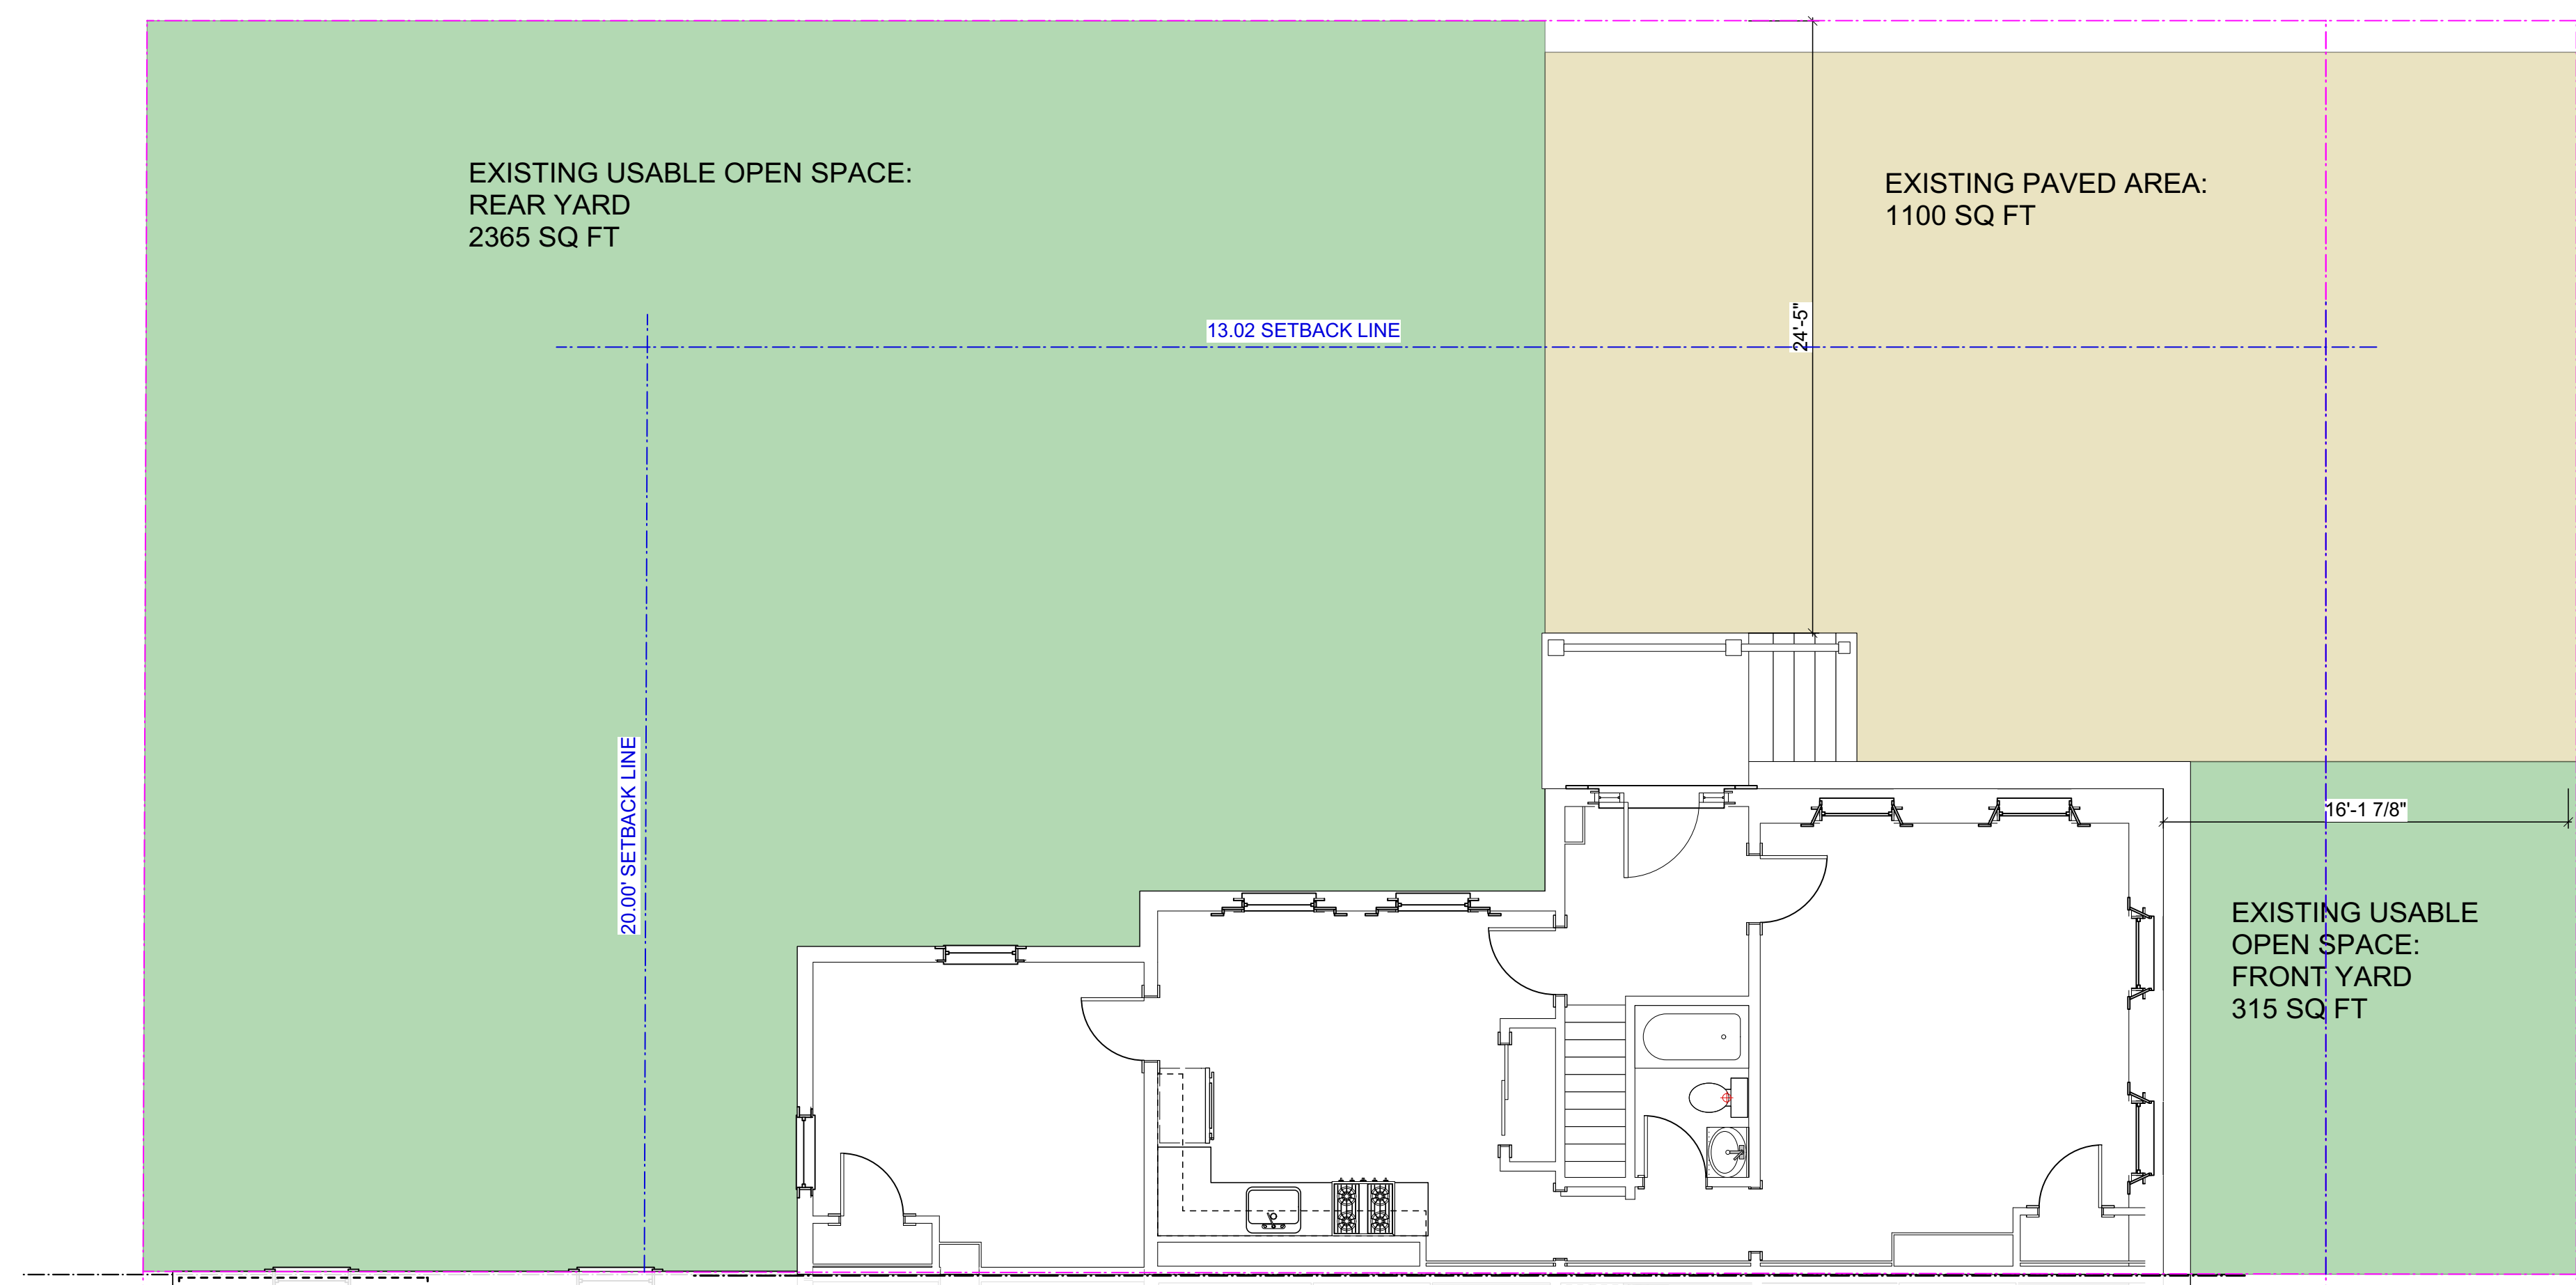 EXISTING USABLE OPEN SPACE:
REAR YARD
2365 SQ FT
EXISTING PAVED AREA:
1100 SQ FT
13.02 SETBACK LINE
24'-5"
20.00' SETBACK LINE
16'-1 7/8"
EXISTING USABLE
OPEN SPACE:
FRONT YARD
315 SQ FT